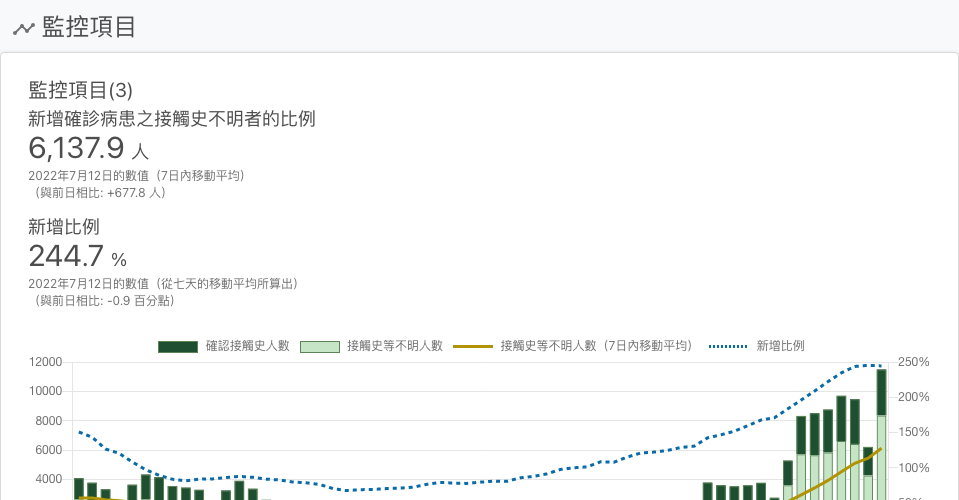 監控項目
監控項目(3)
新增確診病患之接觸史不明者的比例
6,137.9 人
2022年7月12日的數值（7日內移動平均）
（與前日相比: +677.8 人）
新增比例
244.7 %
2022年7月12日的數值（從七天的移動平均所算出）
（與前日相比: -0.9 百分點）
確認接觸史人數 接觸史等不明人數 接觸史等不明人數（7日內移動平均） 新增比例
12000 250%
10000 200%
8000 150%
6000 100%
4000